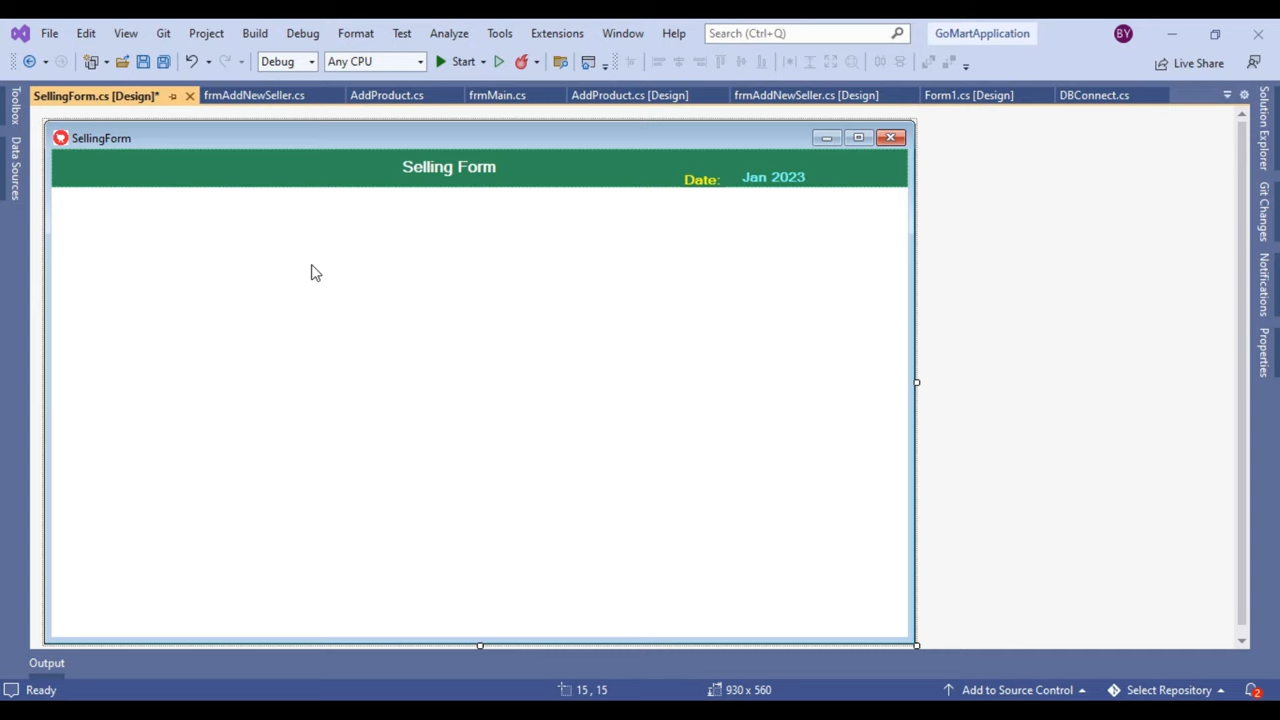 File Edit View Git Project Build Debug Format Test Analyze Tools Extensions Window Help Search (Ctrl+Q) GoMartApplication BY
Debug Any CPU Start Live Share
SellingForm.cs [Design]* frmAddNewSeller.cs AddProduct.cs frmMain.cs AddProduct.cs [Design] frmAddNewSeller.cs [Design] Form1.cs [Design] DBConnect.cs
Toolbox
Data Sources
SellingForm
Selling Form
Date: Jan 2023
Solution Explorer
Git Changes
Notifications
Properties
Output
Ready 15 , 15 930 x 560 Add to Source Control Select Repository 2